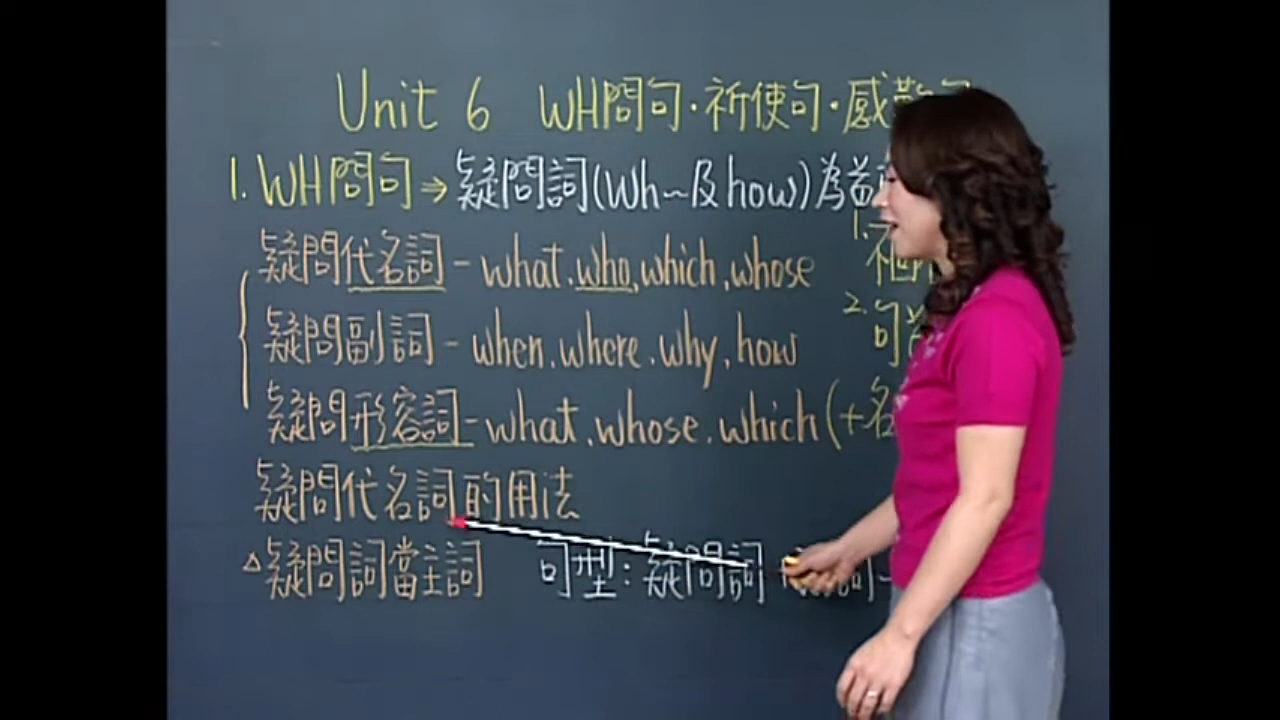 Unit 6 WH問句·祈使句·感
1. WH問句⇒疑問詞(Wh~及how)為
疑問代名詞-what.who,which,whose
疑問副詞-when.where.why,how
疑問形容詞-what.whose.which(+名
疑問代名詞的用法
△疑問詞當主詞 句型:疑問詞
1.
2.句